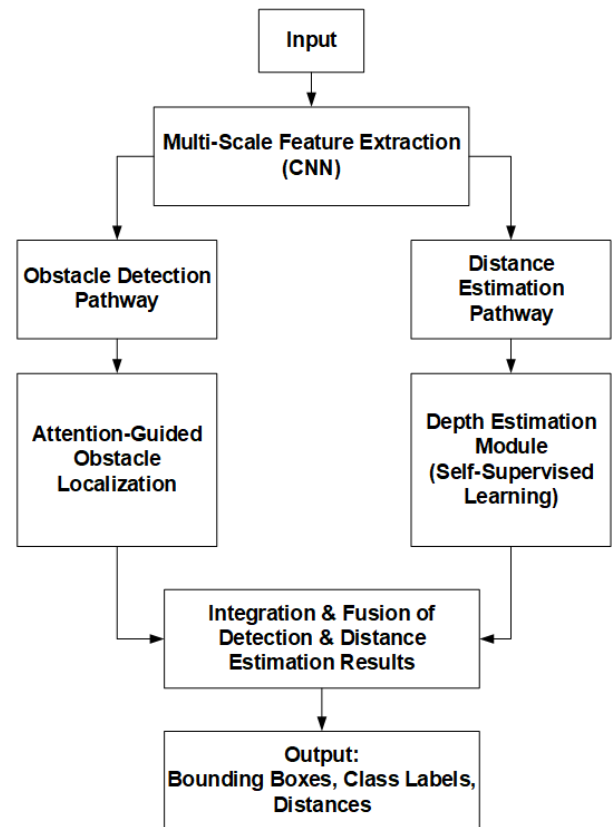 Input
Multi-Scale Feature Extraction
(CNN)
Obstacle Detection
Pathway
Distance
Estimation
Pathway
Attention-Guided
Obstacle
Localization
Depth Estimation
Module
(Self-Supervised
Learning)
Integration & Fusion of
Detection & Distance
Estimation Results
Output:
Bounding Boxes, Class Labels,
Distances